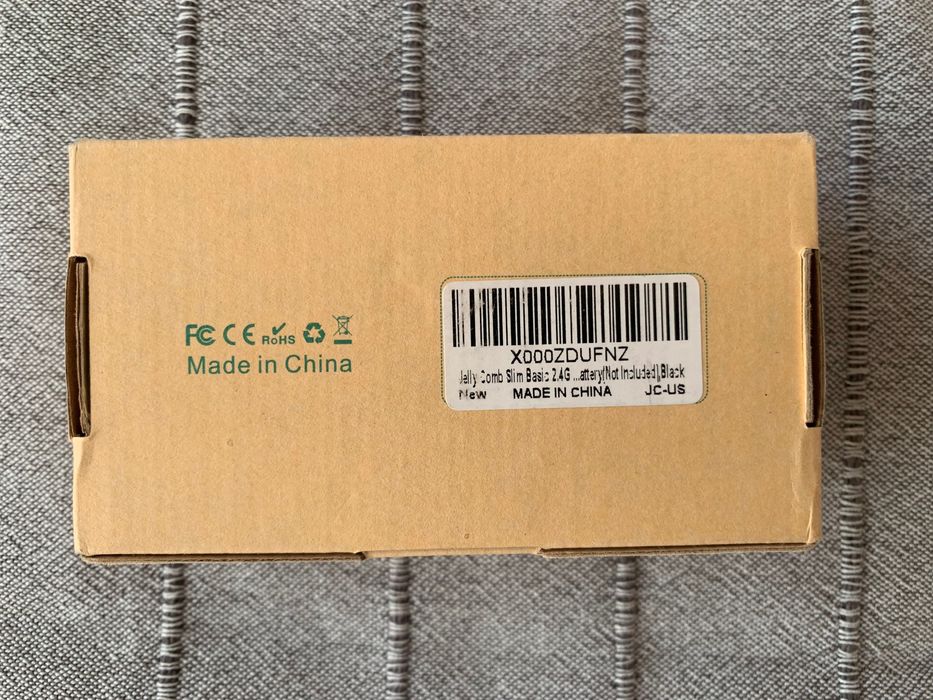 FC CE RoHS
Made in China
X000ZDUFNZ
Jelly Comb Slim Basic 2.4G ...attery(Not Included),Black
New MADE IN CHINA JC-US